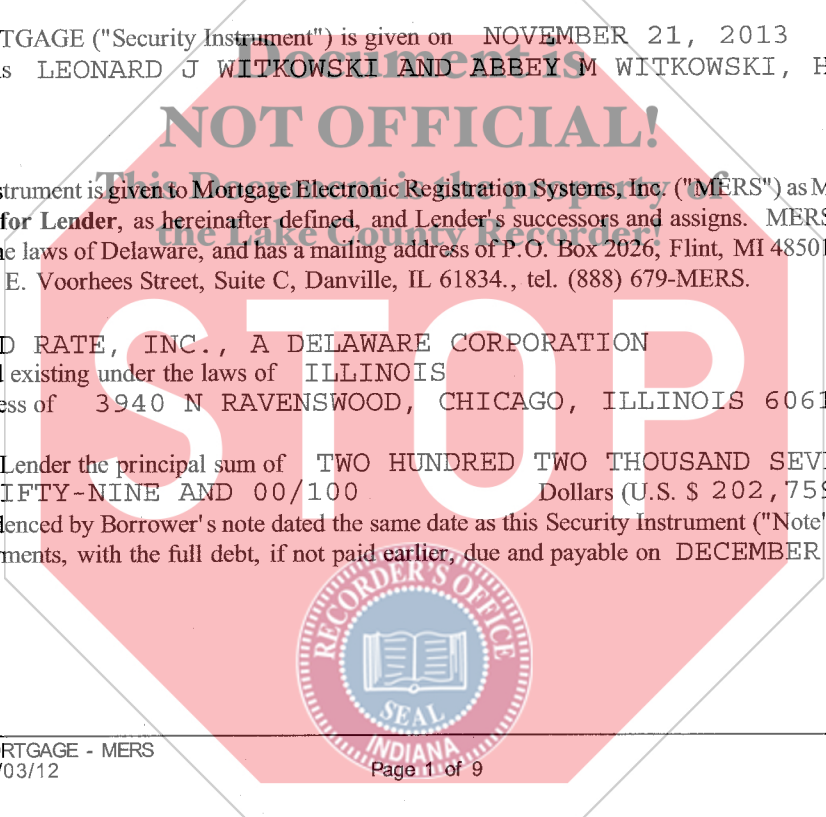 TGAGE ("Security Instrument") is given on NOVEMBER 21, 2013
s LEONARD J WITKOWSKI AND ABBEY M WITKOWSKI, H
Document is
NOT OFFICIAL!
This Document is the property of
the Lake County Recorder!
strument is given to Mortgage Electronic Registration Systems, Inc. ("MERS") as M
for Lender, as hereinafter defined, and Lender's successors and assigns. MERS
e laws of Delaware, and has a mailing address of P.O. Box 2026, Flint, MI 48501
E. Voorhees Street, Suite C, Danville, IL 61834., tel. (888) 679-MERS.
STOP
D RATE, INC., A DELAWARE CORPORATION
existing under the laws of ILLINOIS
ess of 3940 N RAVENSWOOD, CHICAGO, ILLINOIS 6061
Lender the principal sum of TWO HUNDRED TWO THOUSAND SEV
IFTY-NINE AND 00/100 Dollars (U.S. $ 202,759
lenced by Borrower's note dated the same date as this Security Instrument ("Note"
ments, with the full debt, if not paid earlier, due and payable on DECEMBER
RECORDER'S OFFICE
SEAL
INDIANA
RTGAGE - MERS
/03/12
Page 1 of 9